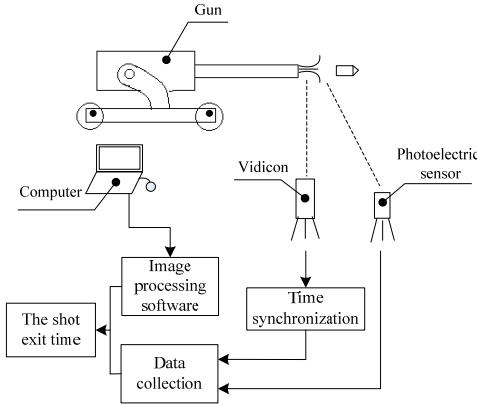 Gun
Vidicon
Photoelectric
sensor
Computer
Image
processing
software
Time
synchronization
The shot
exit time
Data
collection